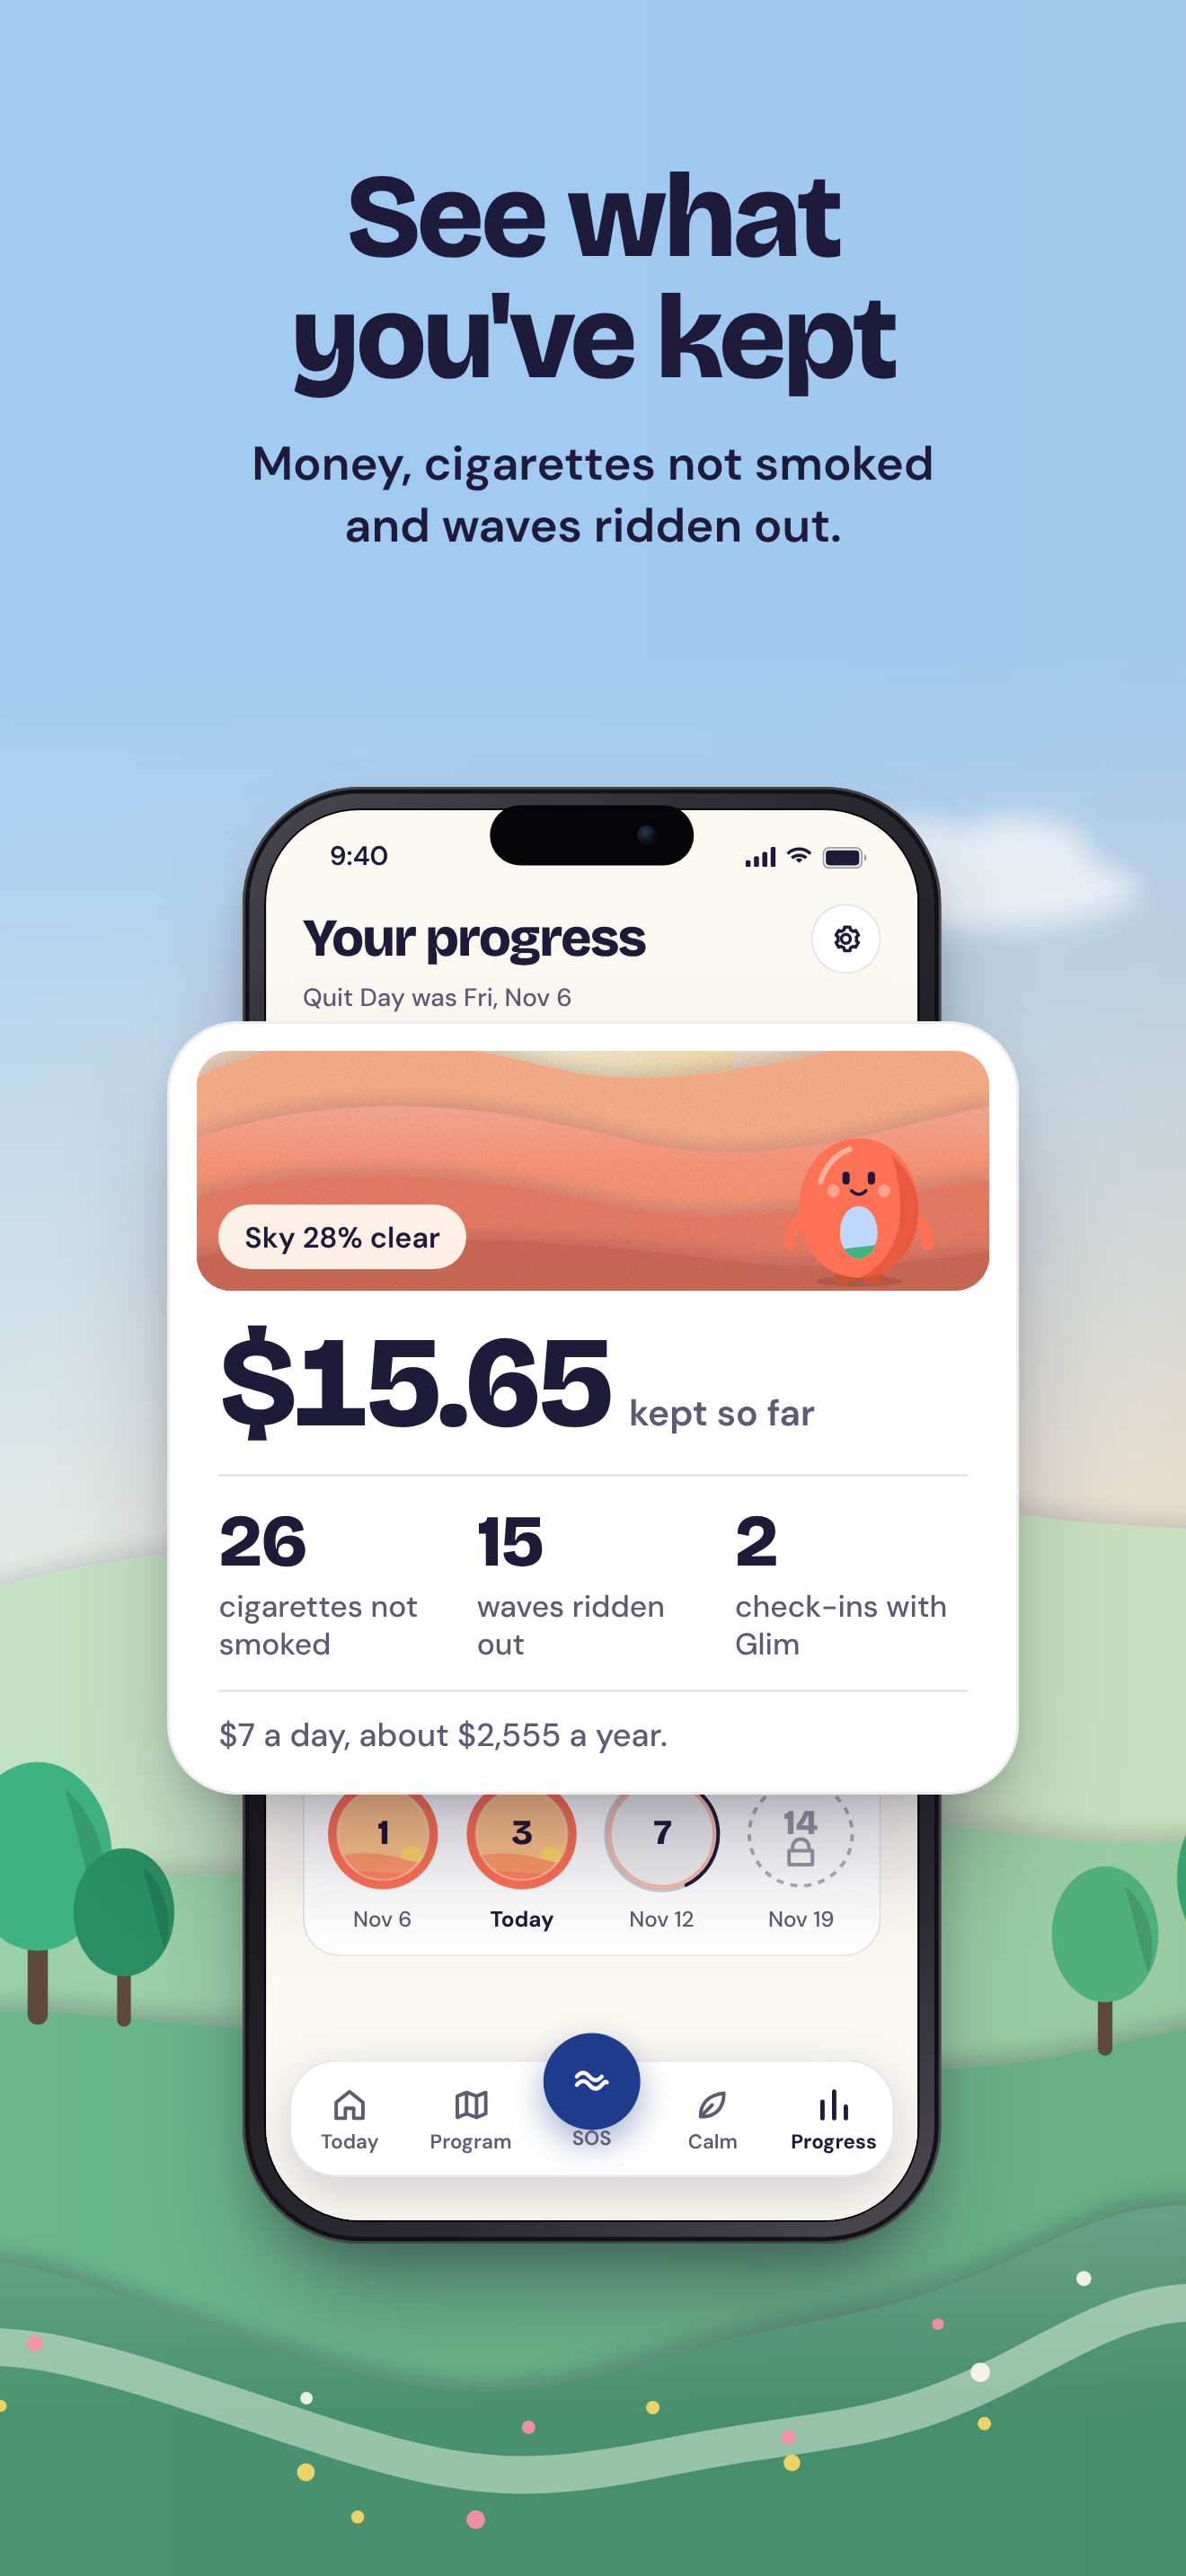 See what
you've kept
Money, cigarettes not smoked
and waves ridden out.
9:40
Your progress
Quit Day was Fri, Nov 6
Sky 28% clear
$15.65 kept so far
26 15 2
cigarettes not smoked
waves ridden out
check-ins with Glim
$7 a day, about $2,555 a year.
1 3 7 14
Nov 6 Today Nov 12 Nov 19
Today Program SOS Calm Progress